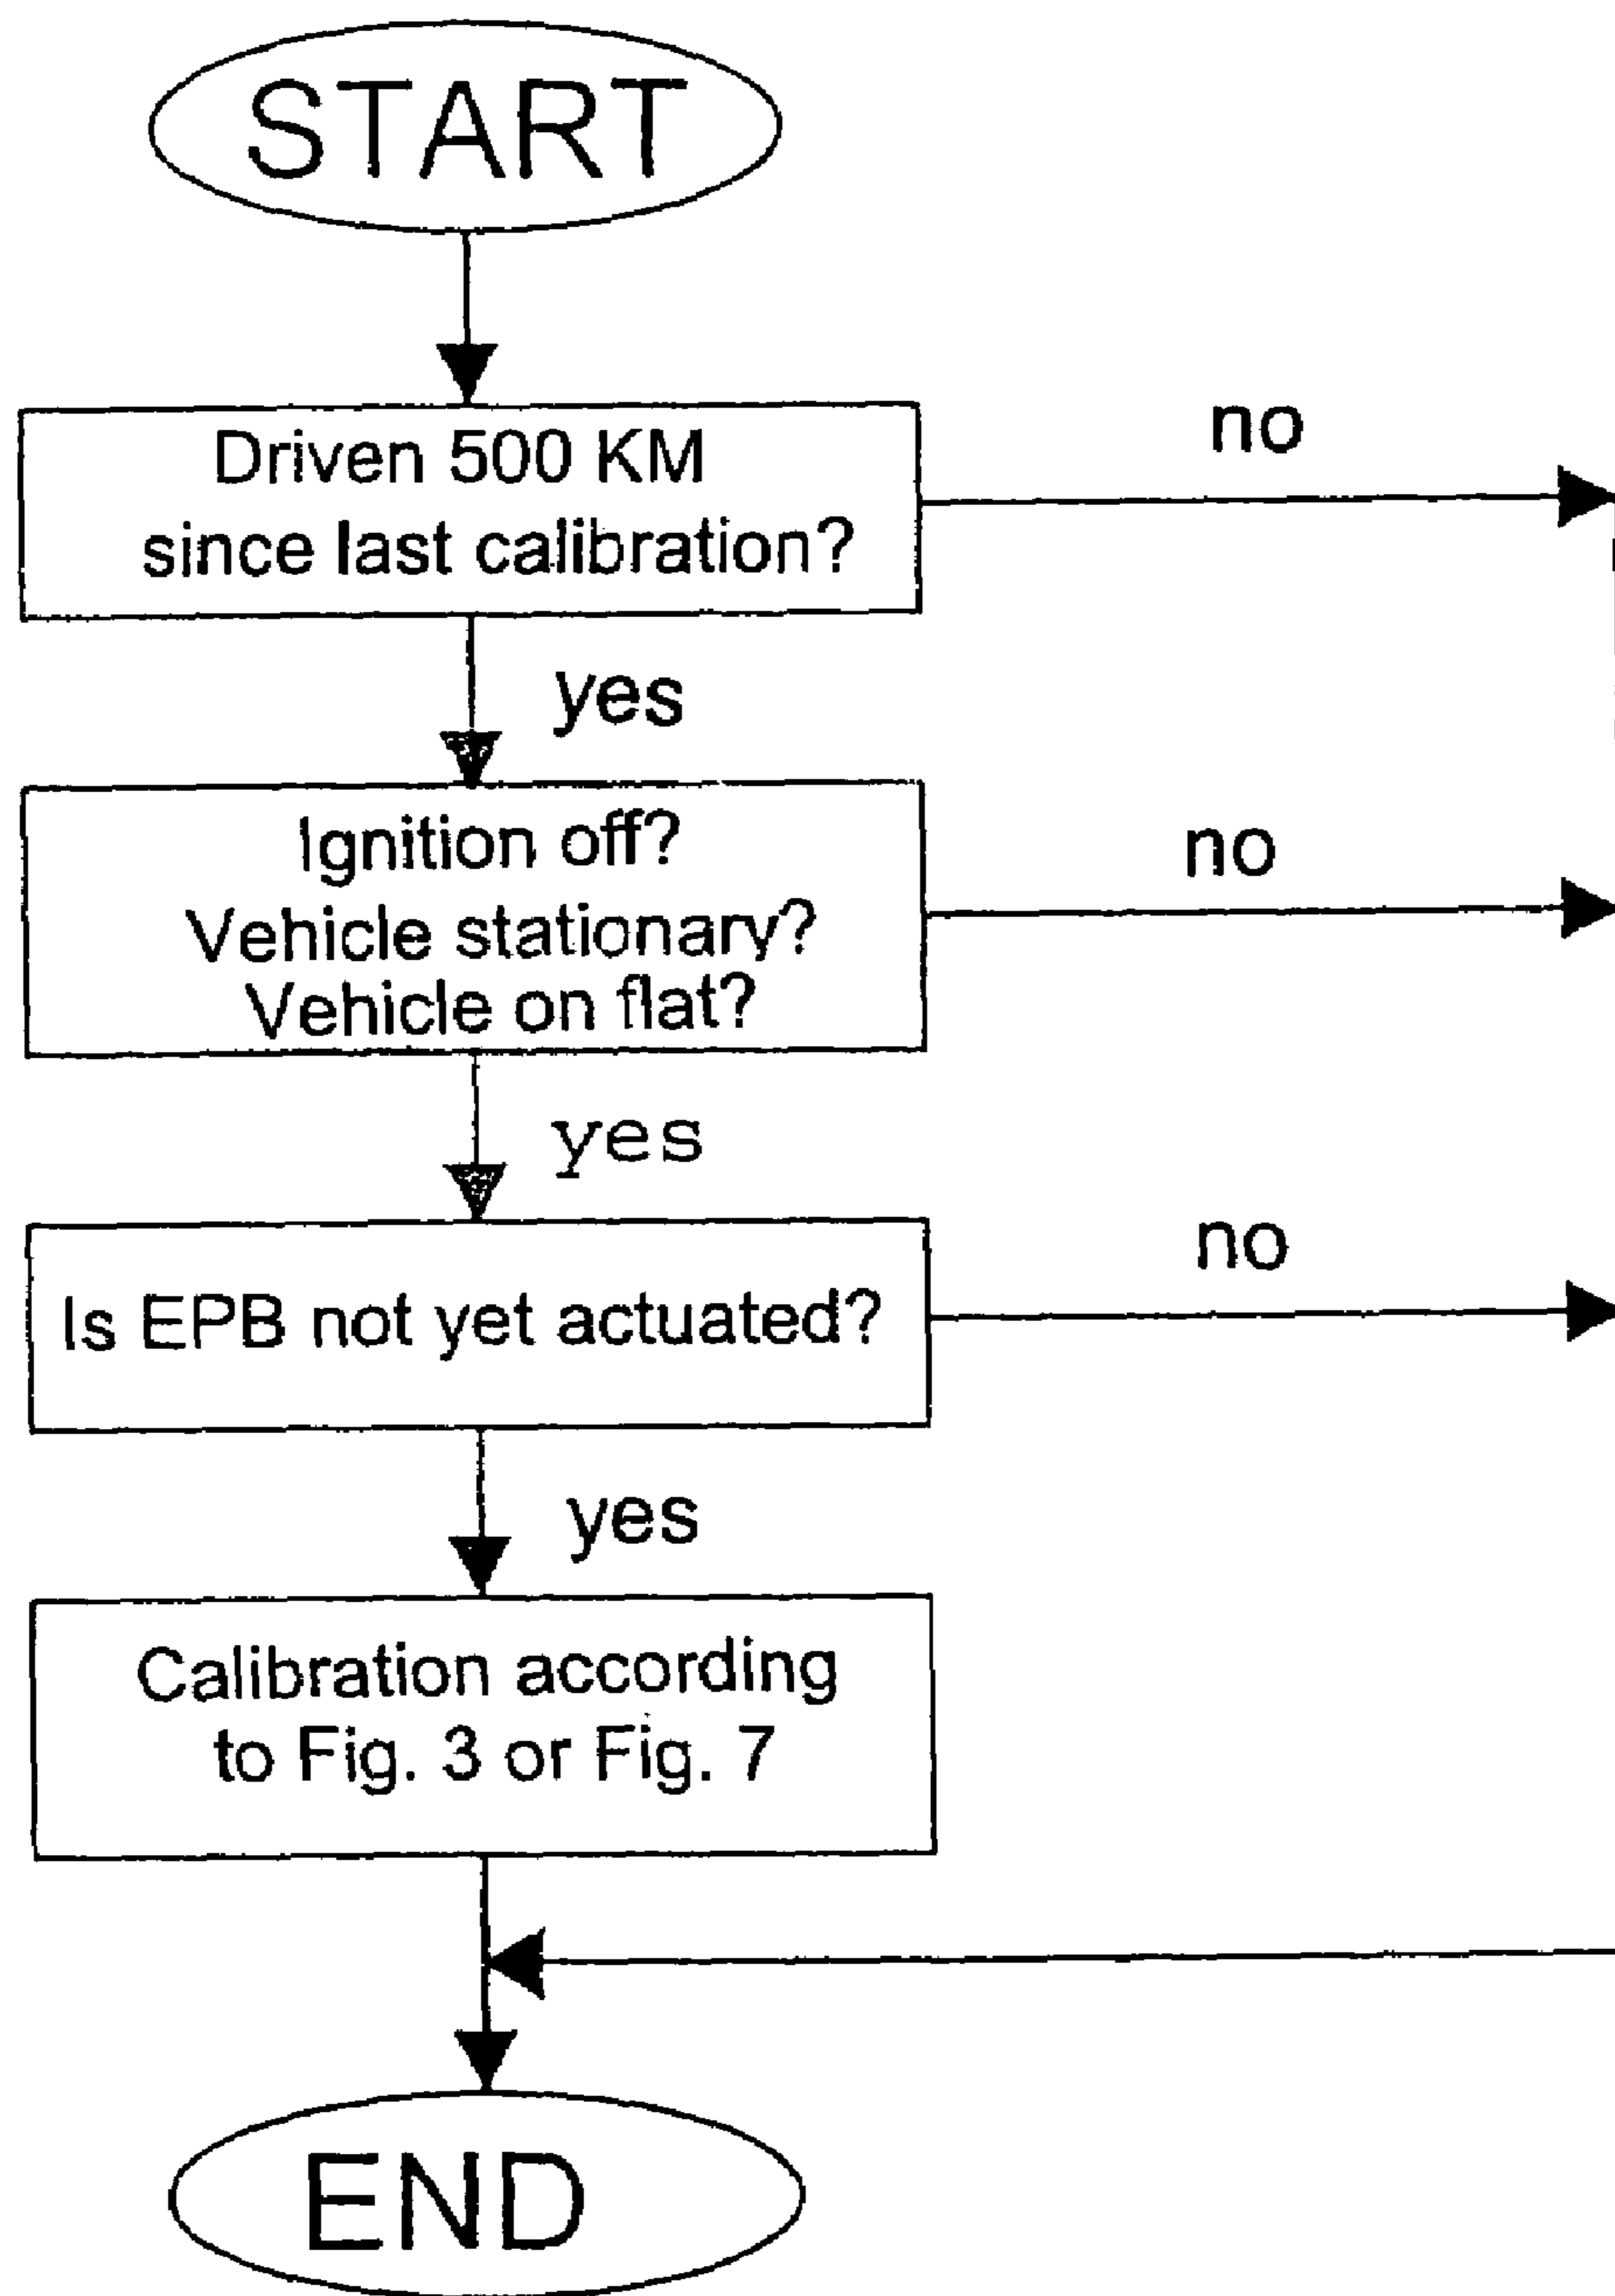 START
Driven 500 KM
since last calibration?
no
yes
Ignition off?
Vehicle stationary?
Vehicle on flat?
no
yes
Is EPB not yet actuated?
no
yes
Calibration according
to Fig. 3 or Fig. 7
END